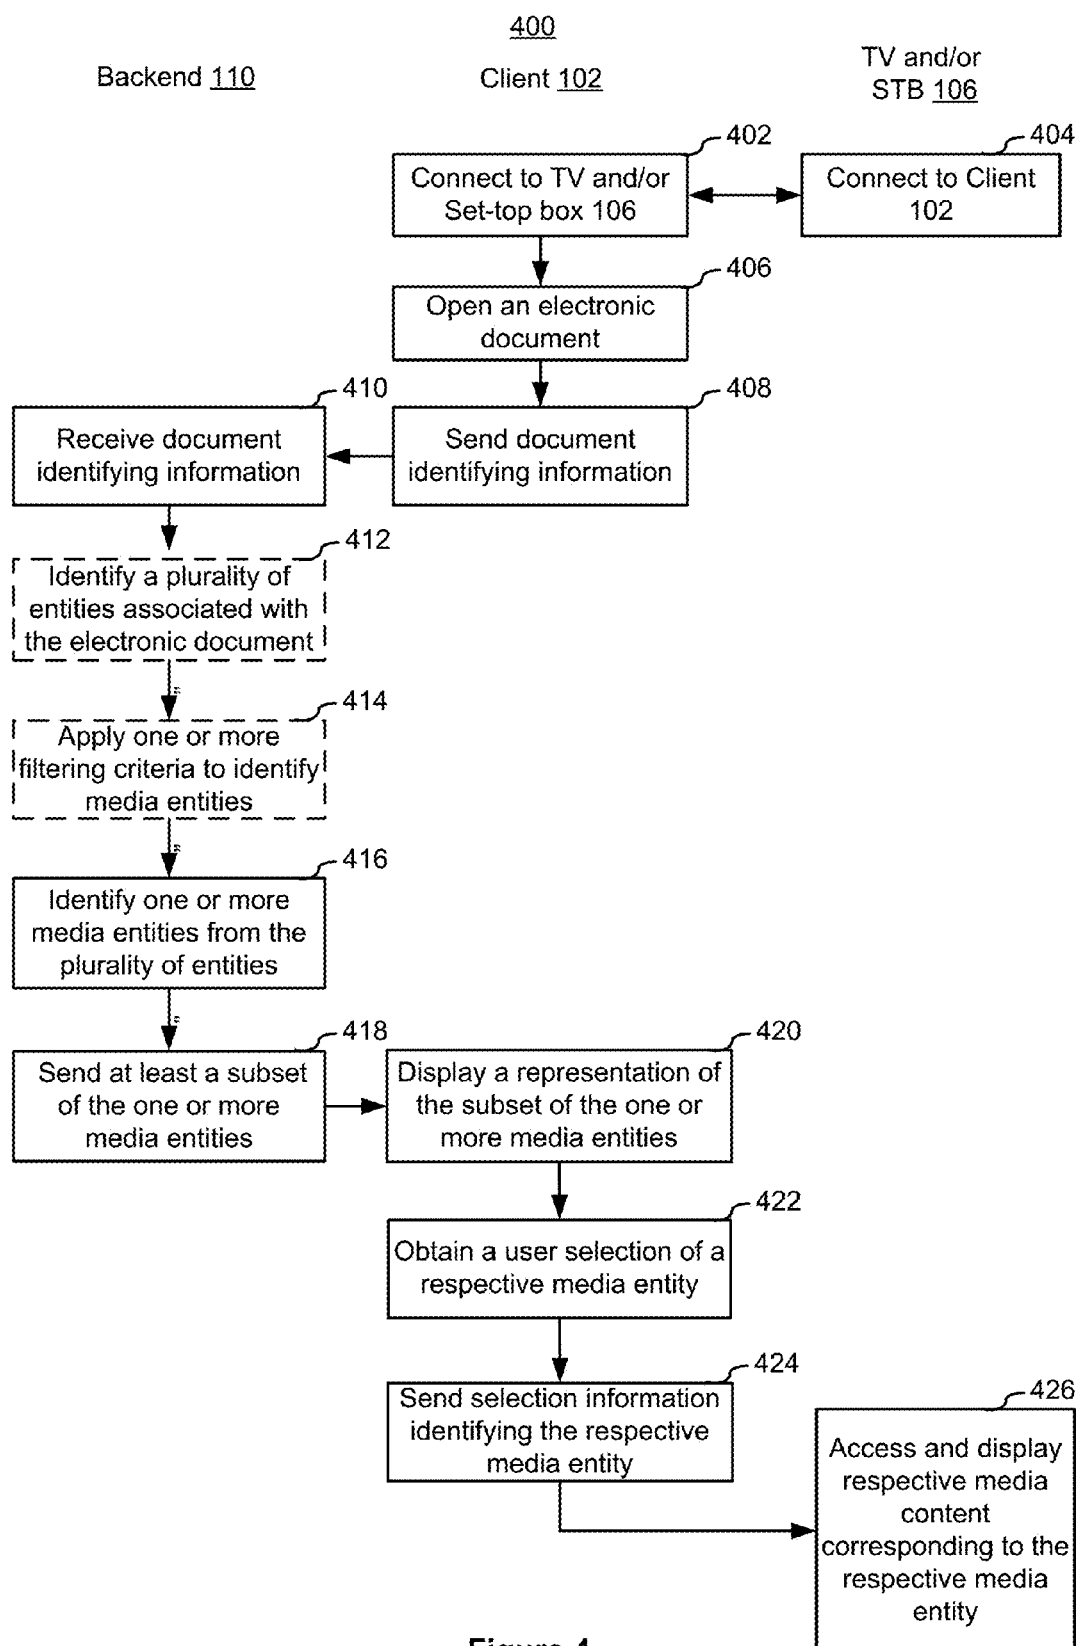 400
Backend 110
Client 102
TV and/or
STB 106
402
Connect to TV and/or
Set-top box 106
404
Connect to Client
102
406
Open an electronic
document
408
Send document
identifying information
410
Receive document
identifying information
412
Identify a plurality of
entities associated with
the electronic document
414
Apply one or more
filtering criteria to identify
media entities
416
Identify one or more
media entities from the
plurality of entities
418
Send at least a subset
of the one or more
media entities
420
Display a representation of
the subset of the one or
more media entities
422
Obtain a user selection of a
respective media entity
424
Send selection information
identifying the respective
media entity
426
Access and display
respective media
content
corresponding to the
respective media
entity